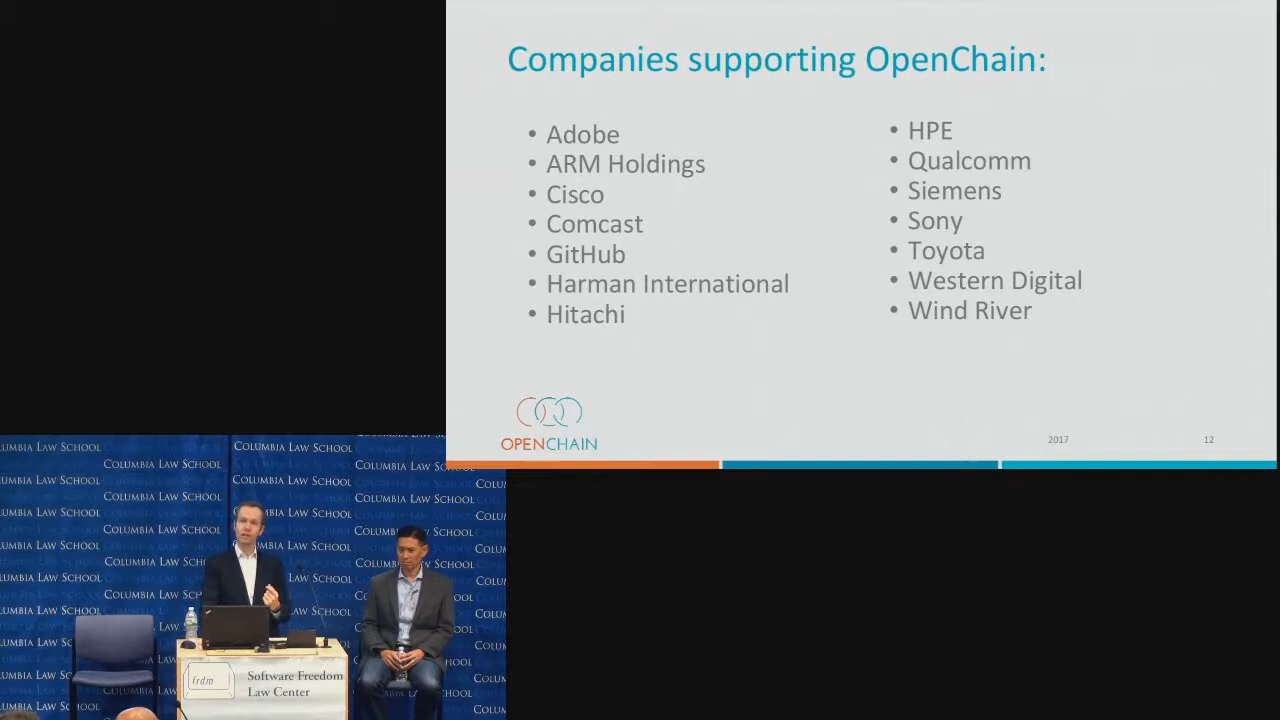 Companies supporting OpenChain:
• Adobe
• ARM Holdings
• Cisco
• Comcast
• GitHub
• Harman International
• Hitachi
• HPE
• Qualcomm
• Siemens
• Sony
• Toyota
• Western Digital
• Wind River
OPENCHAIN
2017
12
COLUMBIA LAW SCHOOL
frdm
Software Freedom
Law Center